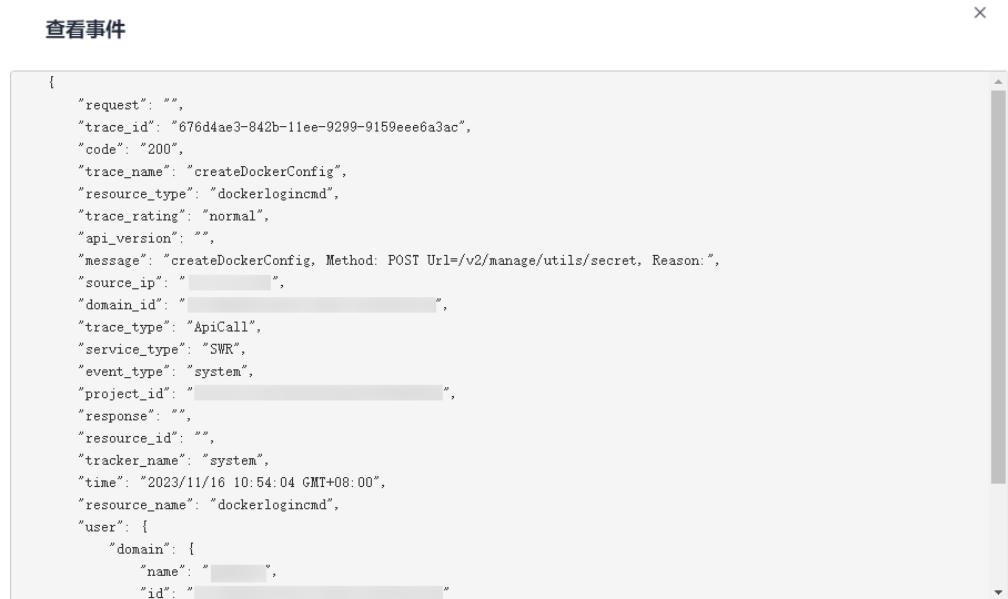 查看事件
×
{
"request": "",
"trace_id": "676d4ae3-842b-11ee-9299-9159eee6a3ac",
"code": "200",
"trace_name": "createDockerConfig",
"resource_type": "dockerlogincmd",
"trace_rating": "normal",
"api_version": "",
"message": "createDockerConfig, Method: POST Url=/v2/manage/utils/secret, Reason:",
"source_ip": " ",
"domain_id": " ",
"trace_type": "ApiCall",
"service_type": "SWR",
"event_type": "system",
"project_id": " ",
"response": "",
"resource_id": "",
"tracker_name": "system",
"time": "2023/11/16 10:54:04 GMT+08:00",
"resource_name": "dockerlogincmd",
"user": {
"domain": {
"name": " ",
"id": " "